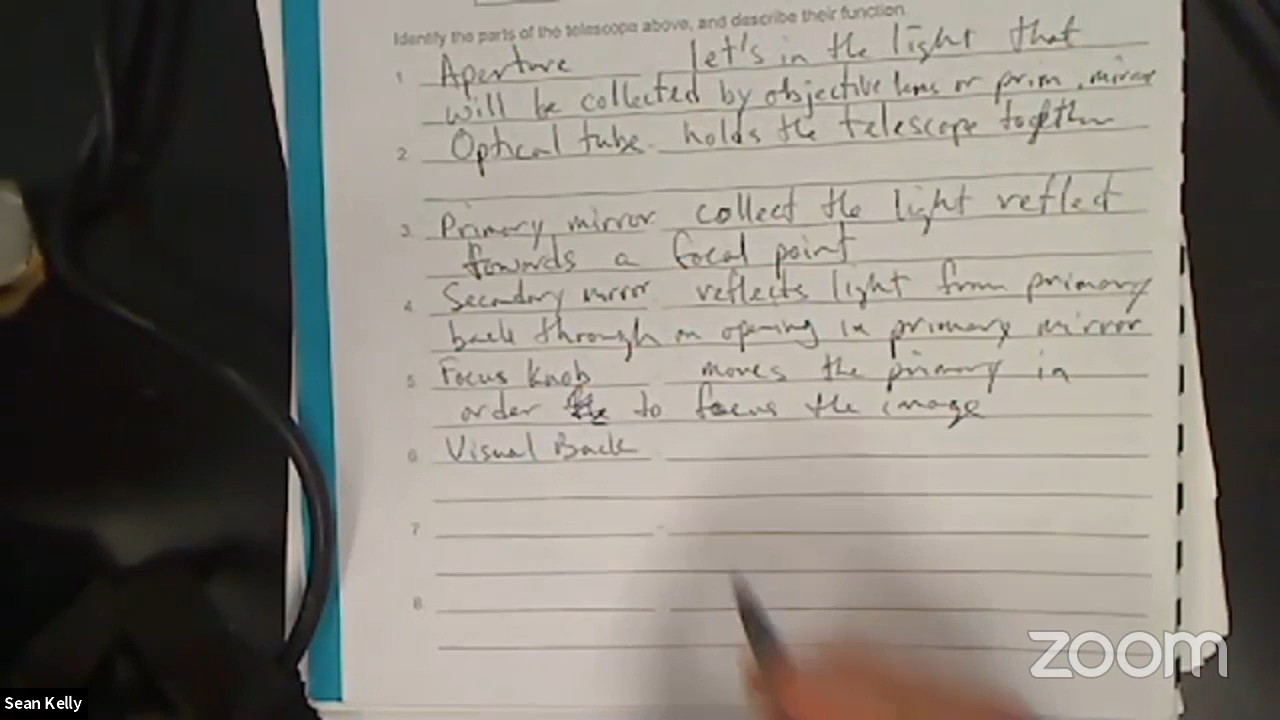 Identify the parts of the telescope above, and describe their function.
1 Aperture let's in the light that
will be collected by objective lens or prim. mirror
2 Optical tube. holds the telescope together
3 Primary mirror collect the light reflect
towards a focal point
4 Secondary mirror reflects light from primary
back through an opening in primary mirror
5 Focus knob moves the primary in
order to focus the image
6 Visual Back
7
8
zoom
Sean Kelly